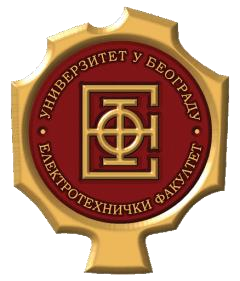 УНИВЕРЗИТЕТ У БЕОГРАДУ
ЕЛЕКТРОТЕХНИЧКИ ФАКУЛТЕТ